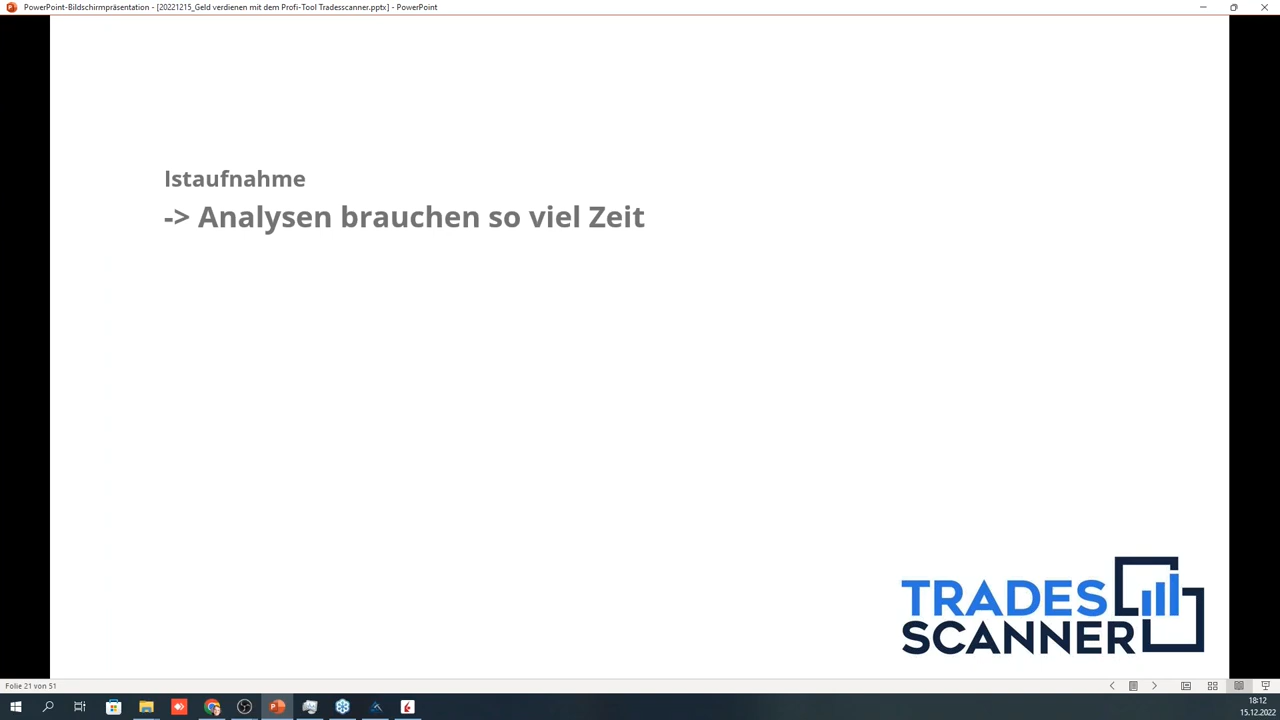 PowerPoint-Bildschirmpräsentation - [20221215_Geld verdienen mit dem Profi-Tool Tradesscanner.pptx] - PowerPoint
Istaufnahme
-> Analysen brauchen so viel Zeit
TRADES
SCANNER
Folie 21 von 51
18:12
15.12.2022